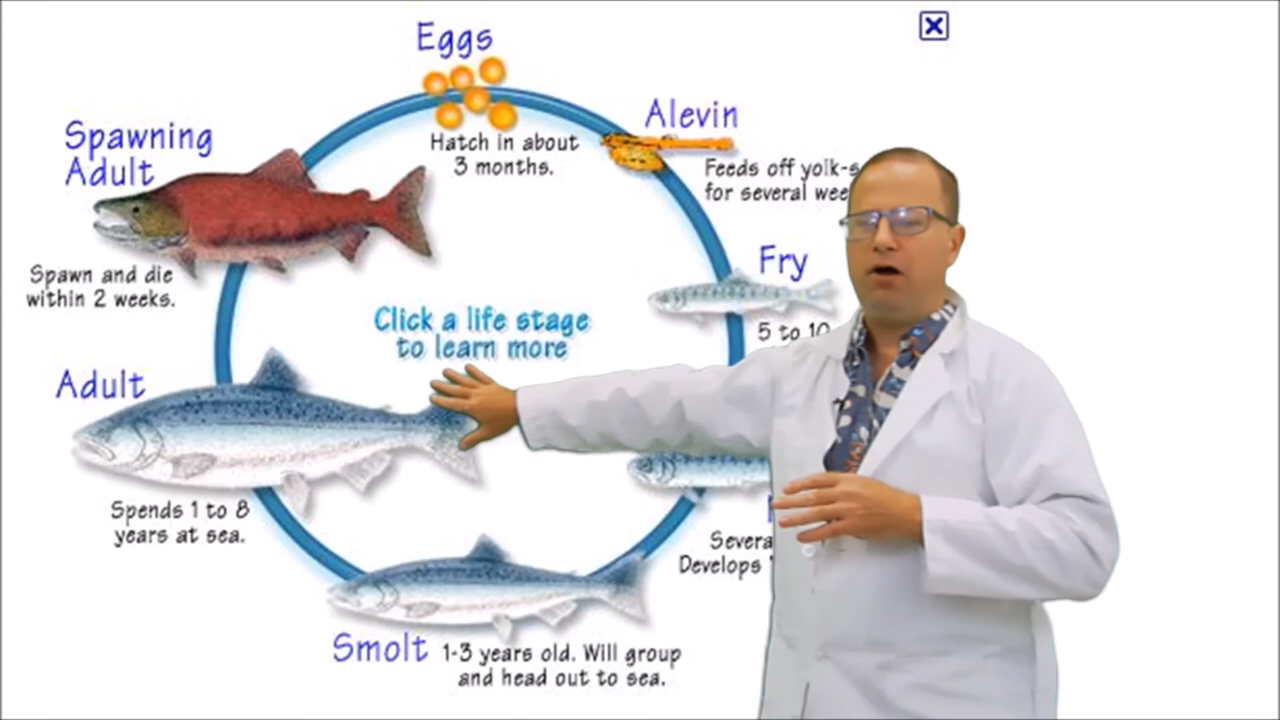 Eggs
Hatch in about
3 months.
Alevin
Feeds off yolk-s
for several wee
Fry
5 to 10
Severa
Develops
Smolt
1-3 years old. Will group
and head out to sea.
Adult
Spends 1 to 8
years at sea.
Spawning
Adult
Spawn and die
within 2 weeks.
Click a life stage
to learn more